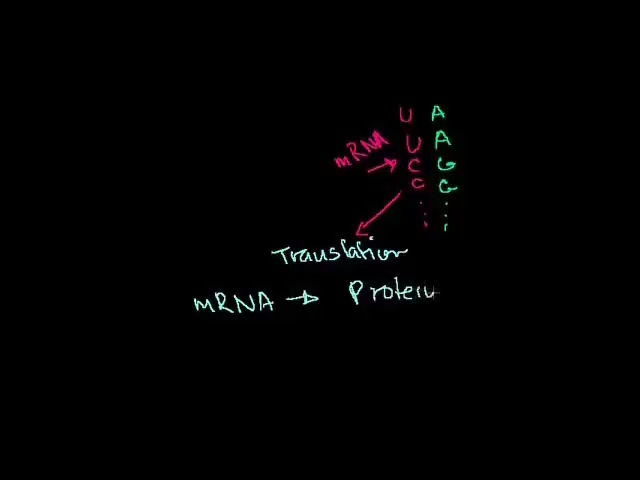 U A
mRNA U A
→ C G
C G
⋮ ⋮
Translation
mRNA → Protein